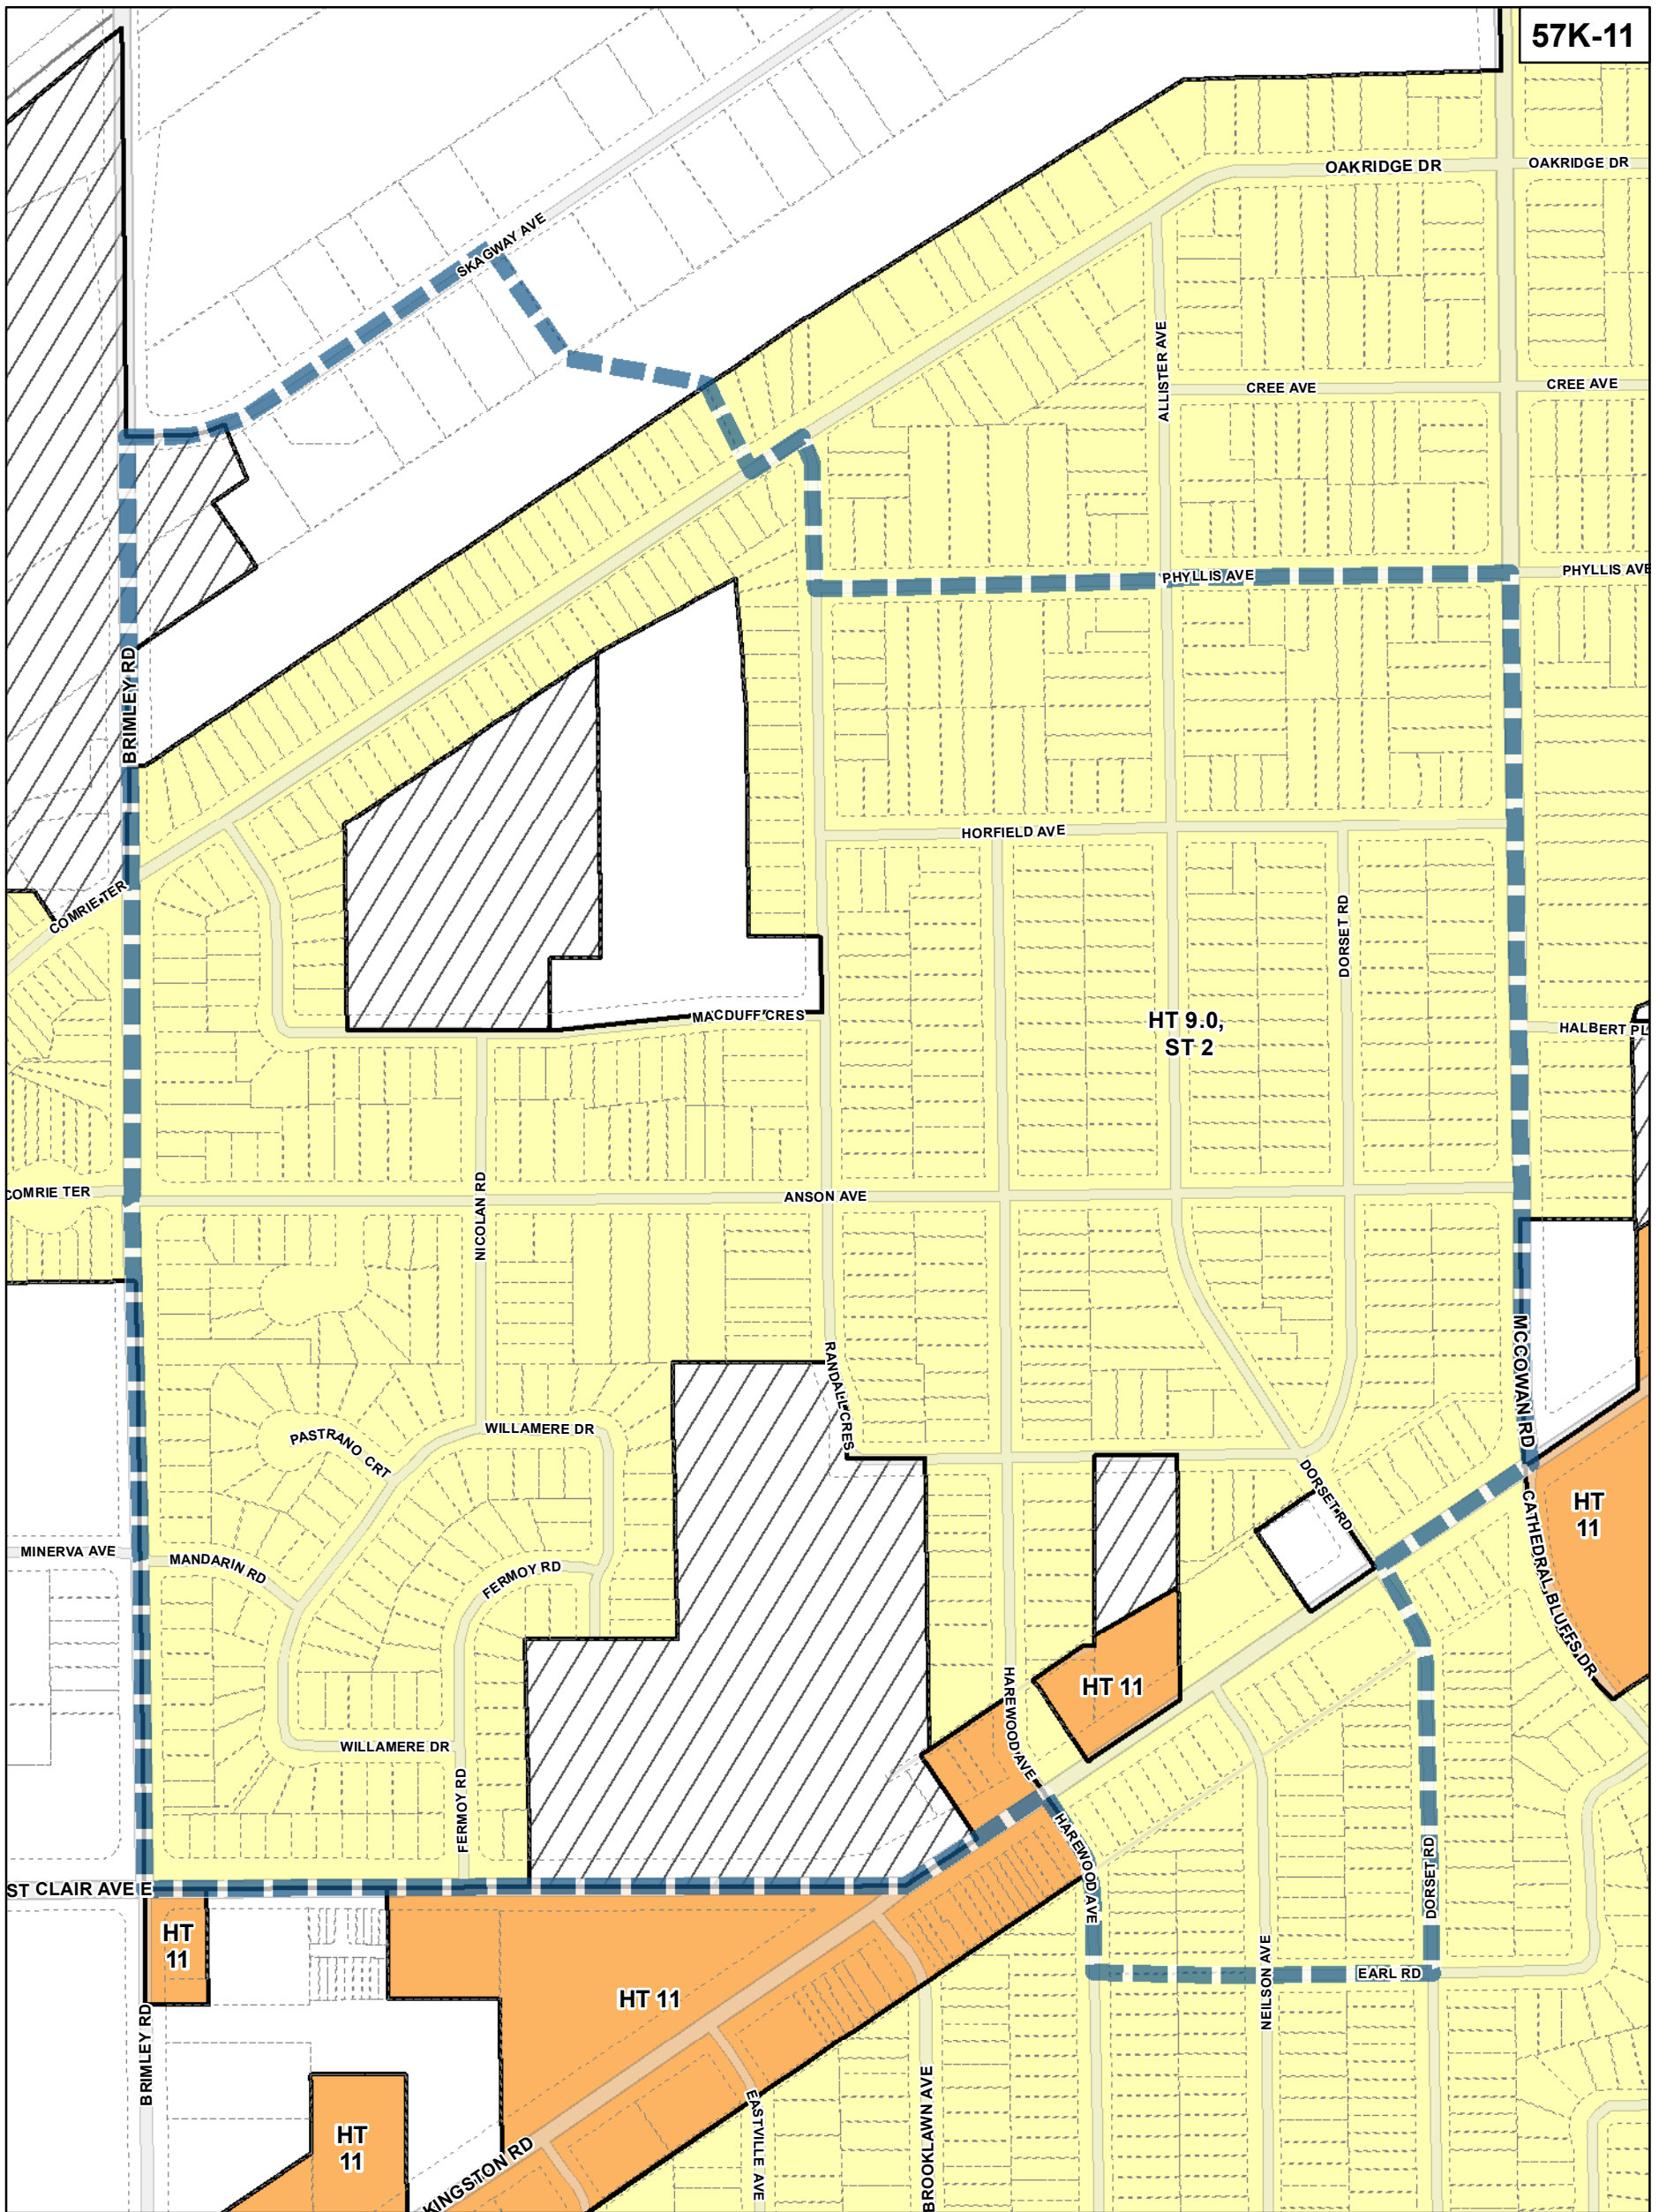 57K-11
OAKRIDGE DR
OAKRIDGE DR
SKAGWAY AVE
ALLISTER AVE
CREE AVE
CREE AVE
PHYLLIS AVE
PHYLLIS AVE
BRIMLEY RD
HORFIELD AVE
COMRIE TER
DORSET RD
MACDUFF CRES
HT 9.0,
ST 2
HALBERT PL
COMRIE TER
NICOLAN RD
ANSON AVE
RANDALL CRES
MCCOWAN RD
PASTRANO CRT
WILLAMERE DR
DORSET RD
HT
11
CATHEDRAL BLUFFS DR
MINERVA AVE
MANDARIN RD
FERMOY RD
HAREWOOD AVE
HT 11
WILLAMERE DR
FERMOY RD
HAREWOOD AVE
DORSET RD
ST CLAIR AVE E
HT
11
NEILSON AVE
EARL RD
HT 11
BRIMLEY RD
EASTVILLE AVE
BROOKLAWN AVE
HT
11
KINGSTON RD